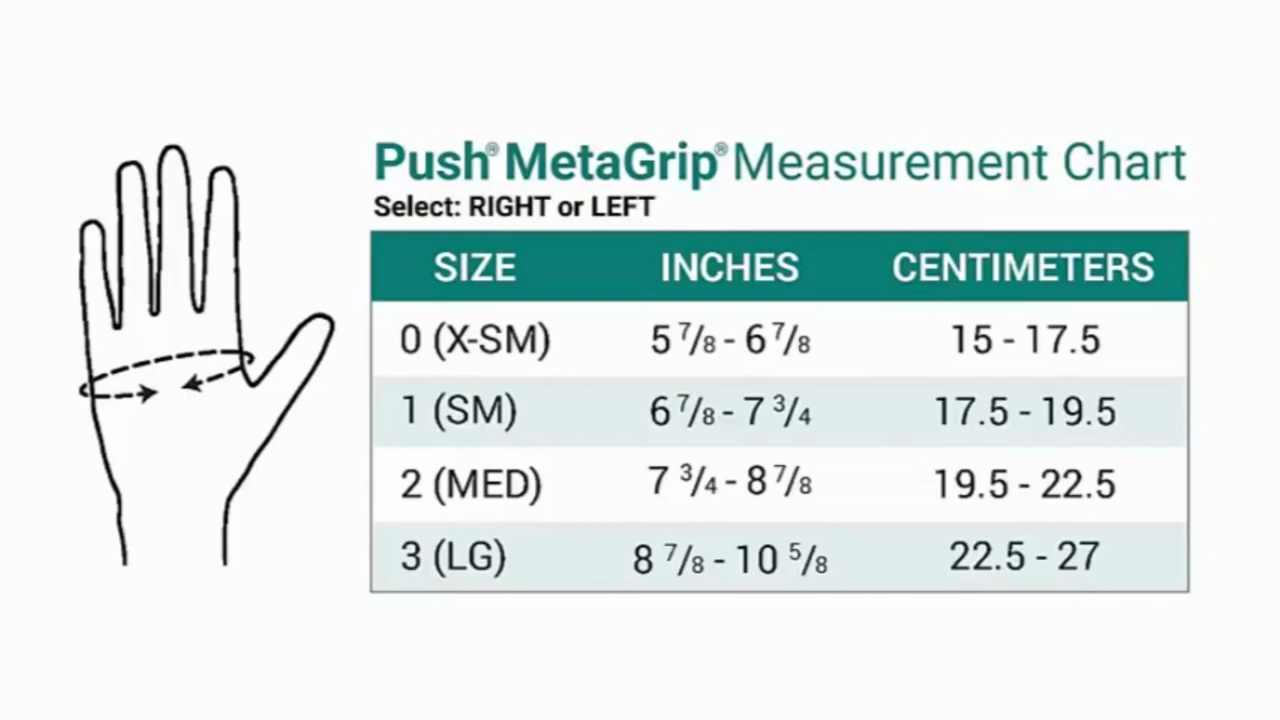 Push® MetaGrip® Measurement Chart
Select: RIGHT or LEFT
SIZE INCHES CENTIMETERS
0 (X-SM) 5 7/8 - 6 7/8 15 - 17.5
1 (SM) 6 7/8 - 7 3/4 17.5 - 19.5
2 (MED) 7 3/4 - 8 7/8 19.5 - 22.5
3 (LG) 8 7/8 - 10 5/8 22.5 - 27